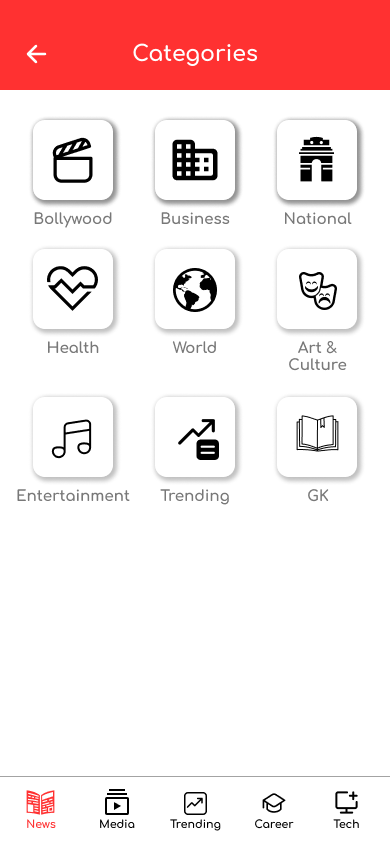 Categories
Bollywood
Business
National
Health
World
Art &
Culture
Entertainment
Trending
GK
News
Media
Trending
Career
Tech